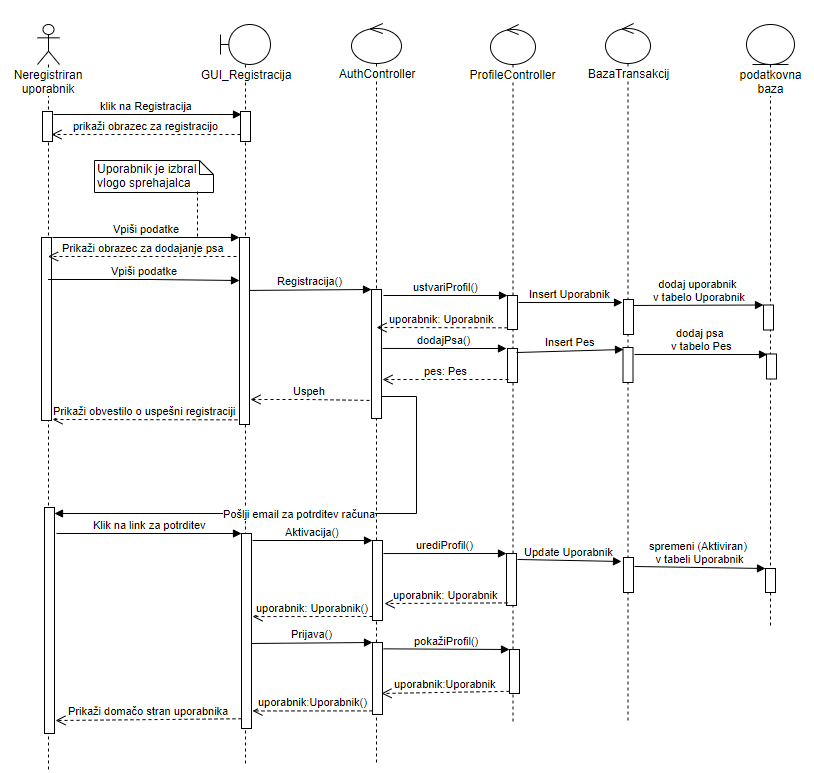 Neregistriran
uporabnik
GUI_Registracija
AuthController
ProfileController
BazaTransakcij
podatkovna
baza
klik na Registracija
prikaži obrazec za registracijo
Uporabnik je izbral
vlogo sprehajalca
Vpiši podatke
Prikaži obrazec za dodajanje psa
Vpiši podatke
Registracija()
ustvariProfil()
Insert Uporabnik
dodaj uporabnik
v tabelo Uporabnik
uporabnik: Uporabnik
dodajPsa()
Insert Pes
dodaj psa
v tabelo Pes
pes: Pes
Uspeh
Prikaži obvestilo o uspešni registraciji
Pošlji email za potrditev računa
Klik na link za potrditev
Aktivacija()
urediProfil()
Update Uporabnik
spremeni (Aktiviran)
v tabeli Uporabnik
uporabnik: Uporabnik
uporabnik: Uporabnik()
Prijava()
pokažiProfil()
uporabnik:Uporabnik
uporabnik:Uporabnik()
Prikaži domačo stran uporabnika